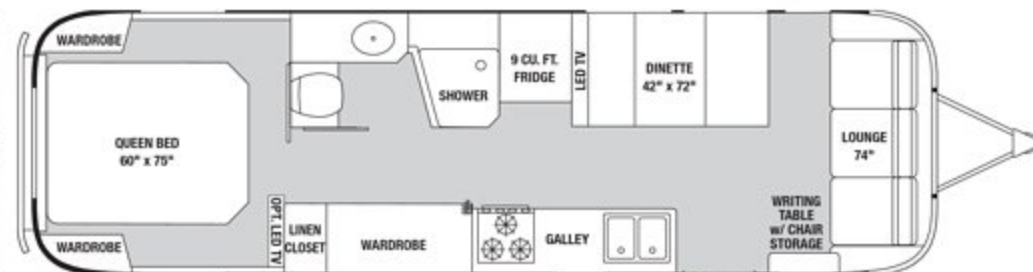 WARDROBE
QUEEN BED
60" x 75"
WARDROBE
OPT. LED TV
LINEN
CLOSET
WARDROBE
SHOWER
9 CU. FT.
FRIDGE
LED TV
DINETTE
42" x 72"
GALLEY
LOUNGE
74"
WRITING
TABLE
w/ CHAIR
STORAGE